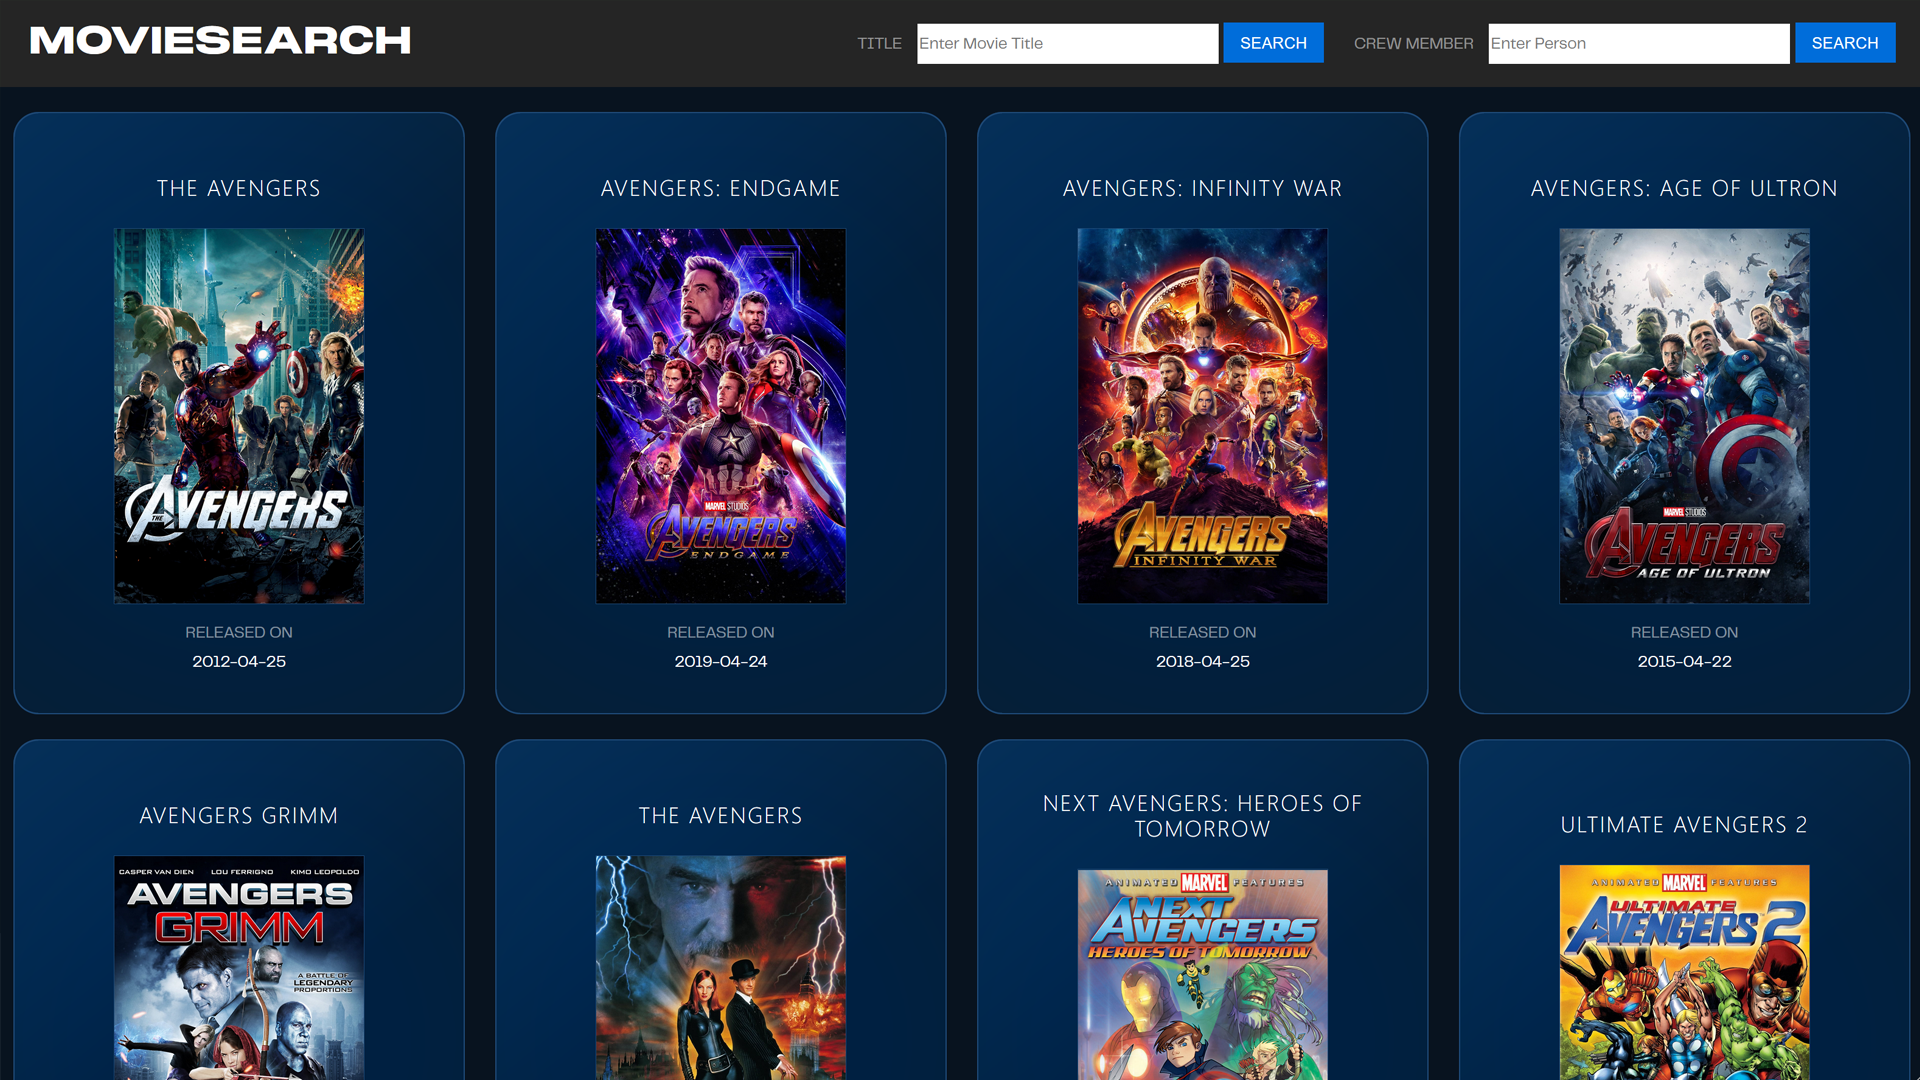 MOVIESEARCH
TITLE
Enter Movie Title
SEARCH
CREW MEMBER
Enter Person
SEARCH
THE AVENGERS
AVENGERS: ENDGAME
AVENGERS: INFINITY WAR
AVENGERS: AGE OF ULTRON
THE AVENGERS
MARVEL STUDIOS
AVENGERS
ENDGAME
AVENGERS
INFINITY WAR
MARVEL STUDIOS
AVENGERS
AGE OF ULTRON
RELEASED ON
2012-04-25
RELEASED ON
2019-04-24
RELEASED ON
2018-04-25
RELEASED ON
2015-04-22
AVENGERS GRIMM
THE AVENGERS
NEXT AVENGERS: HEROES OF
TOMORROW
ULTIMATE AVENGERS 2
CASPER VAN DIEN LOU FERRIGNO KIMO LEOPOLDO
AVENGERS
GRIMM
A BATTLE OF
LEGENDARY
PROPORTIONS
ANIMATED MARVEL FEATURES
NEXT
AVENGERS
HEROES OF TOMORROW
ANIMATED MARVEL FEATURES
ULTIMATE
AVENGERS 2